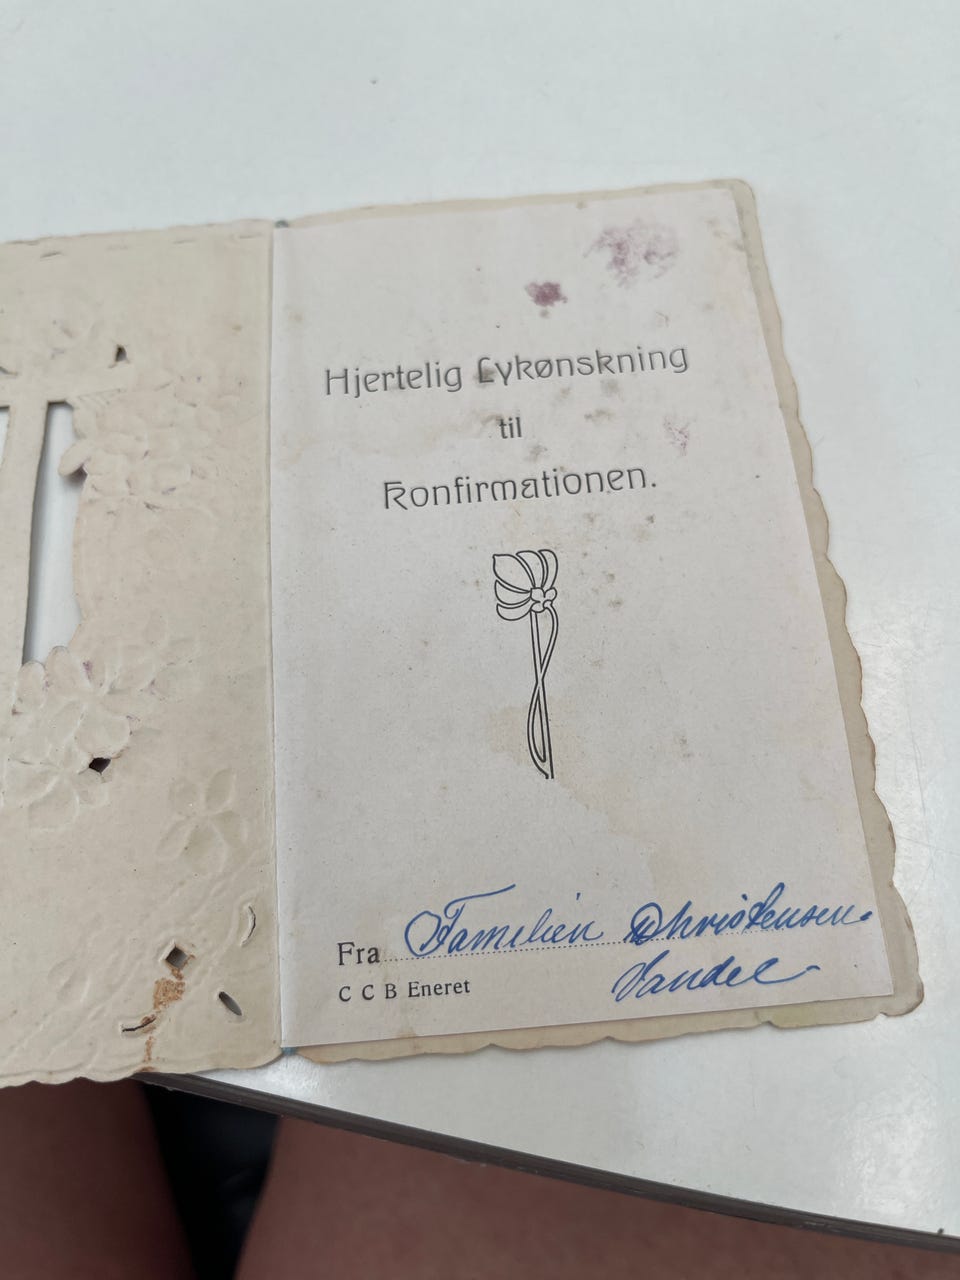 Hjertelig Lykønskning
til
Konfirmationen.
Fra Familien Christensen.
Vandel
C C B Eneret